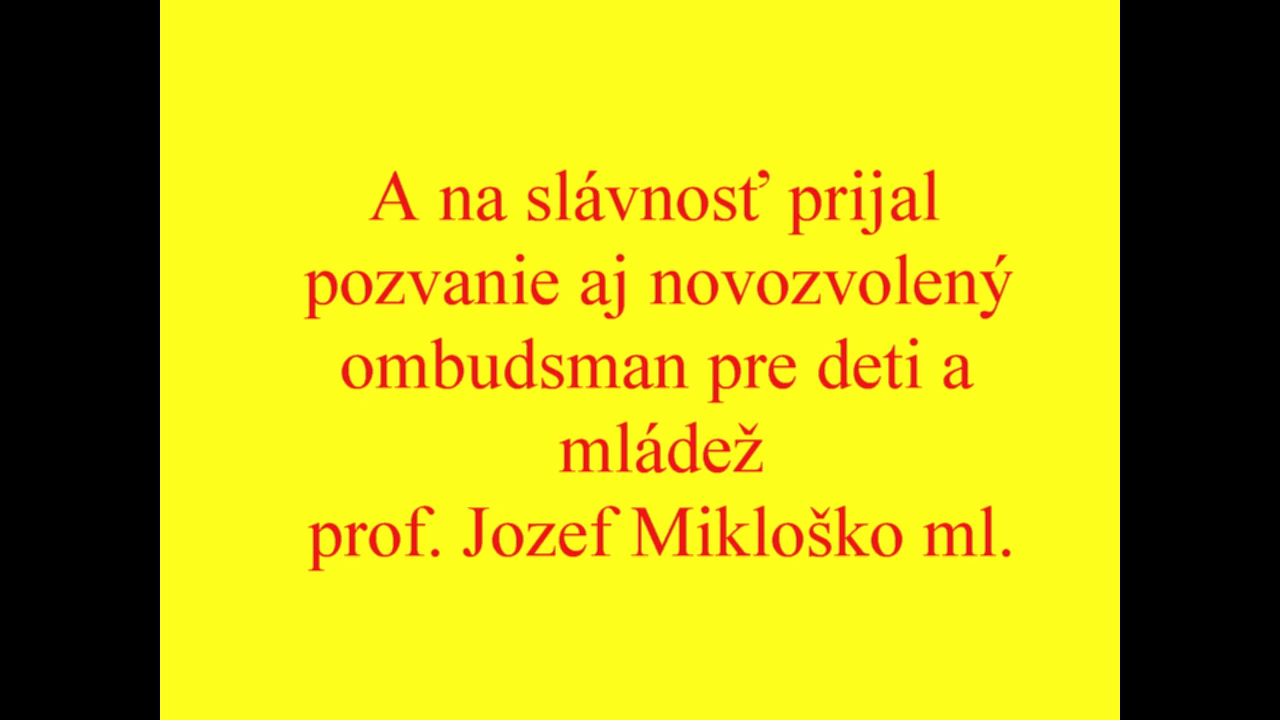 A na slávnosť prijal
pozvanie aj novozvolený
ombudsman pre deti a
mládež
prof. Jozef Mikloško ml.